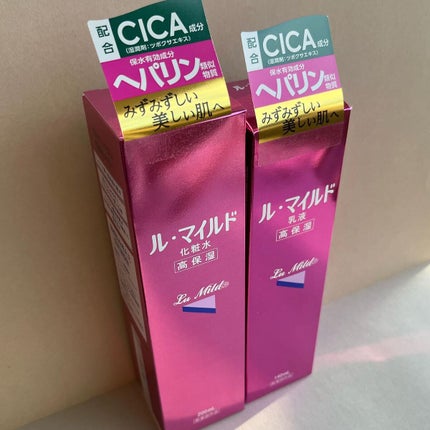 配合
CICA成分
(湿潤剤:ツボクサエキス)
保水有効成分
ヘパリン類似物質
みずみずしい
美しい肌へ
ル・マイルド
化粧水
高保湿
La Mild®
200mL
配合
CICA成分
(湿潤剤:ツボクサエキス)
保水有効成分
ヘパリン類似物質
みずみずしい
美しい肌へ
ル・マイルド
乳液
高保湿
La Mild®
140mL